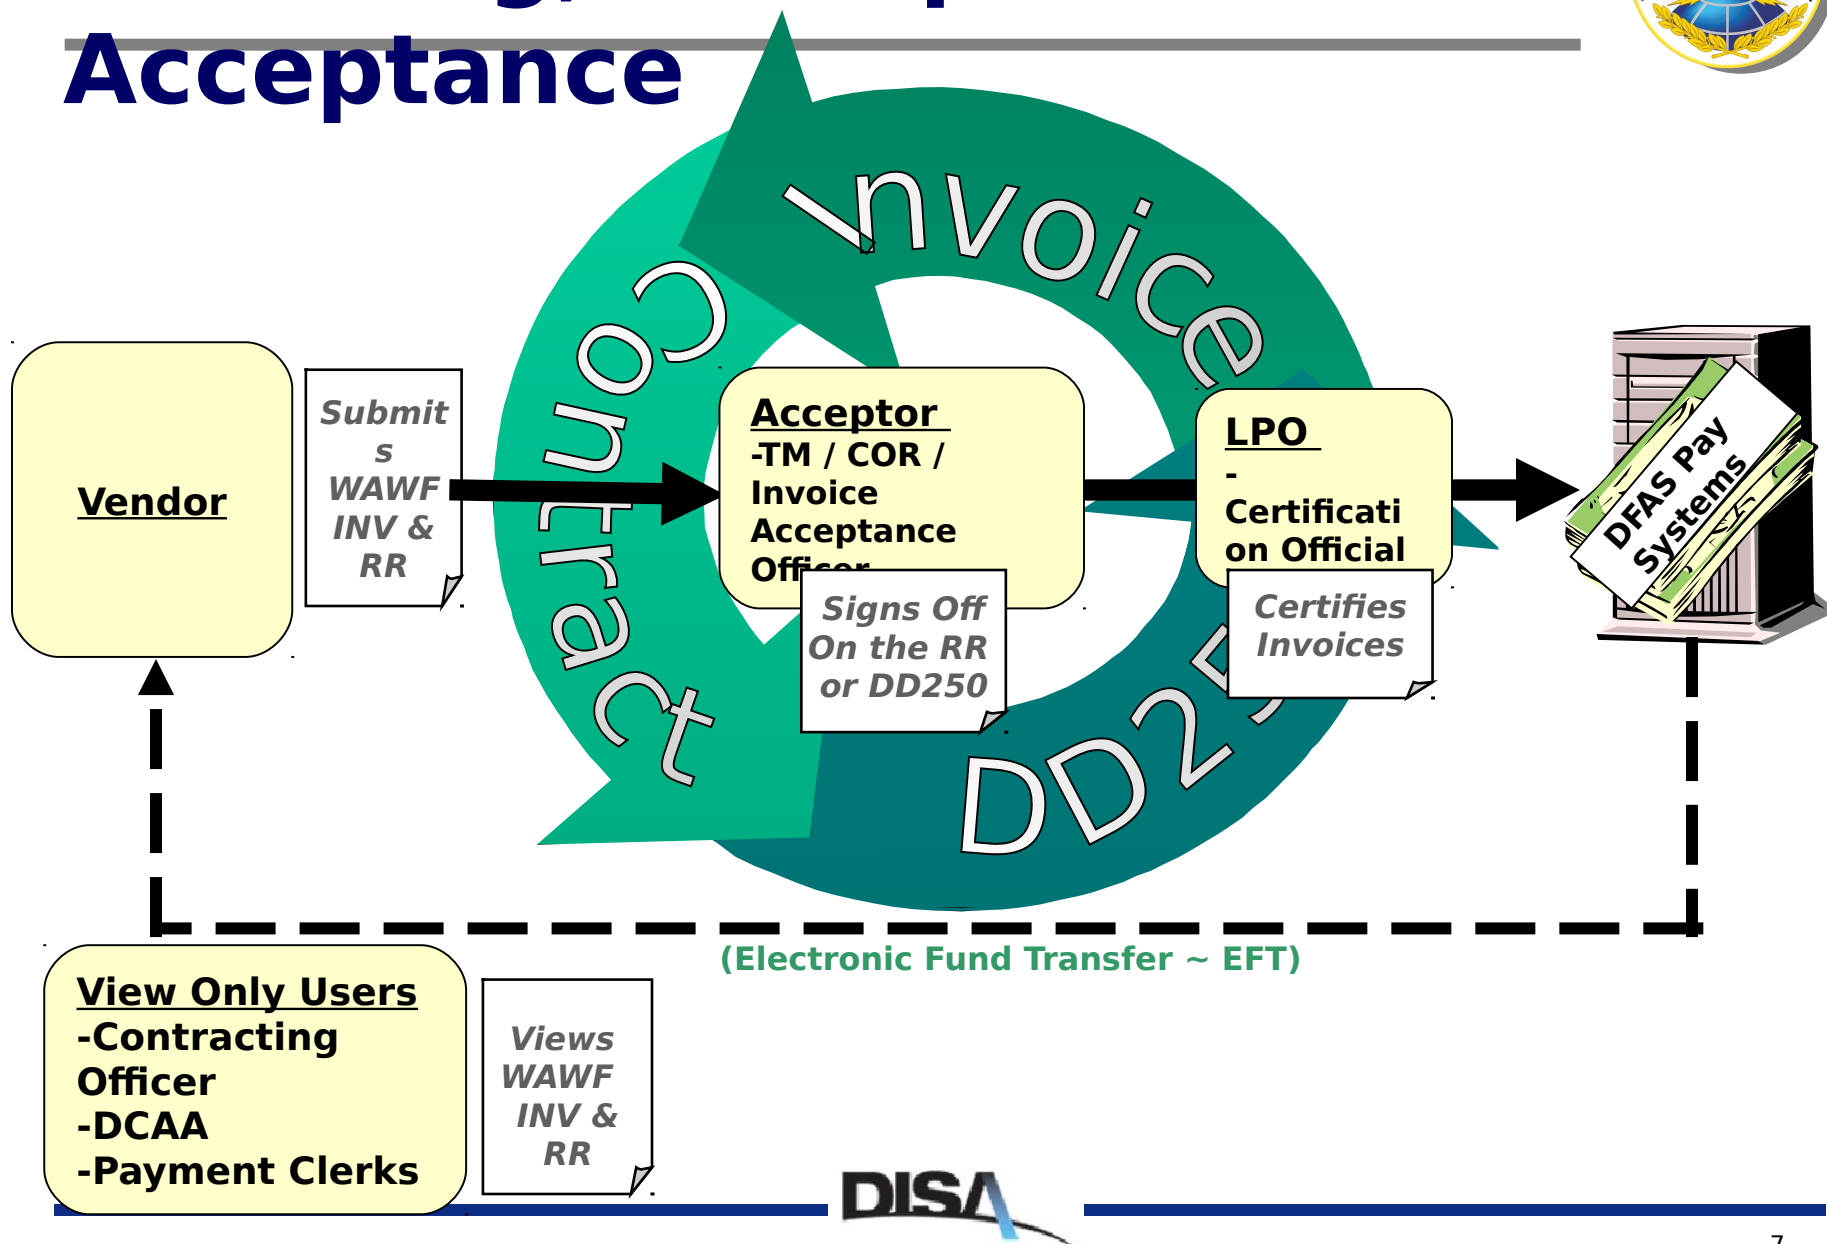 Acceptance
Invoice
Contract
DD25
Vendor
Submit
s
WAWF
INV &
RR
Acceptor
-TM / COR /
Invoice
Acceptance
Officer
Signs Off
On the RR
or DD250
LPO
-
Certificati
on Official
Certifies
Invoices
DFAS Pay
Systems
(Electronic Fund Transfer ~ EFT)
View Only Users
-Contracting
Officer
-DCAA
-Payment Clerks
Views
WAWF
INV &
RR
DISA
7